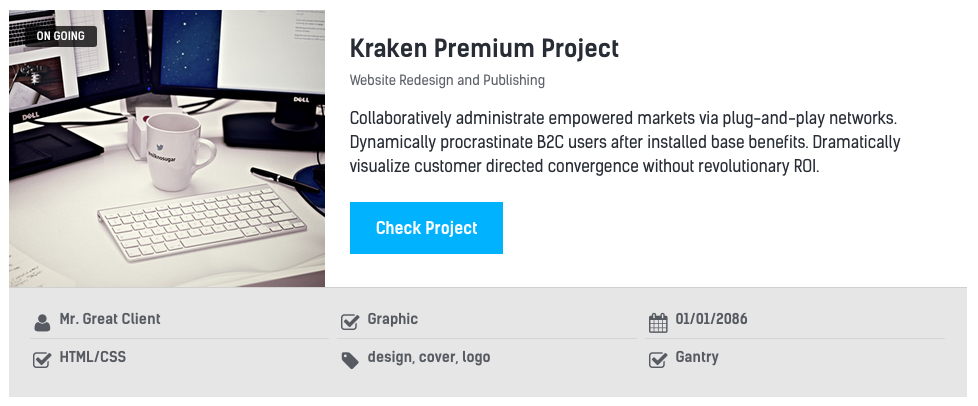 ON GOING
DELL
DELL
Kraken Premium Project
Website Redesign and Publishing
Collaboratively administrate empowered markets via plug-and-play networks.
Dynamically procrastinate B2C users after installed base benefits. Dramatically
visualize customer directed convergence without revolutionary ROI.
Check Project
Mr. Great Client
Graphic
01/01/2086
HTML/CSS
design, cover, logo
Gantry